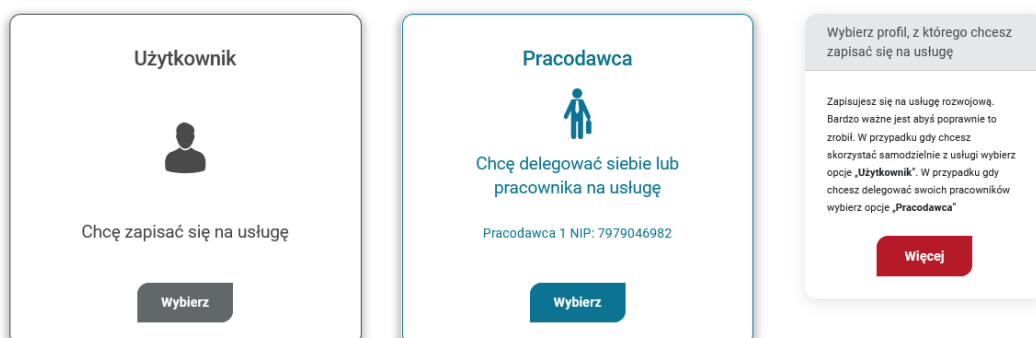 Użytkownik
Chcę zapisać się na usługę
Wybierz
Pracodawca
Chcę delegować siebie lub
pracownika na usługę
Pracodawca 1 NIP: 7979046982
Wybierz
Wybierz profil, z którego chcesz
zapisać się na usługę
Zapisujesz się na usługę rozwojową.
Bardzo ważne jest abyś poprawnie to
zrobił. W przypadku gdy chcesz
skorzystać samodzielnie z usługi wybierz
opcje „Użytkownik”. W przypadku gdy
chcesz delegować swoich pracowników
wybierz opcje „Pracodawca”
Więcej